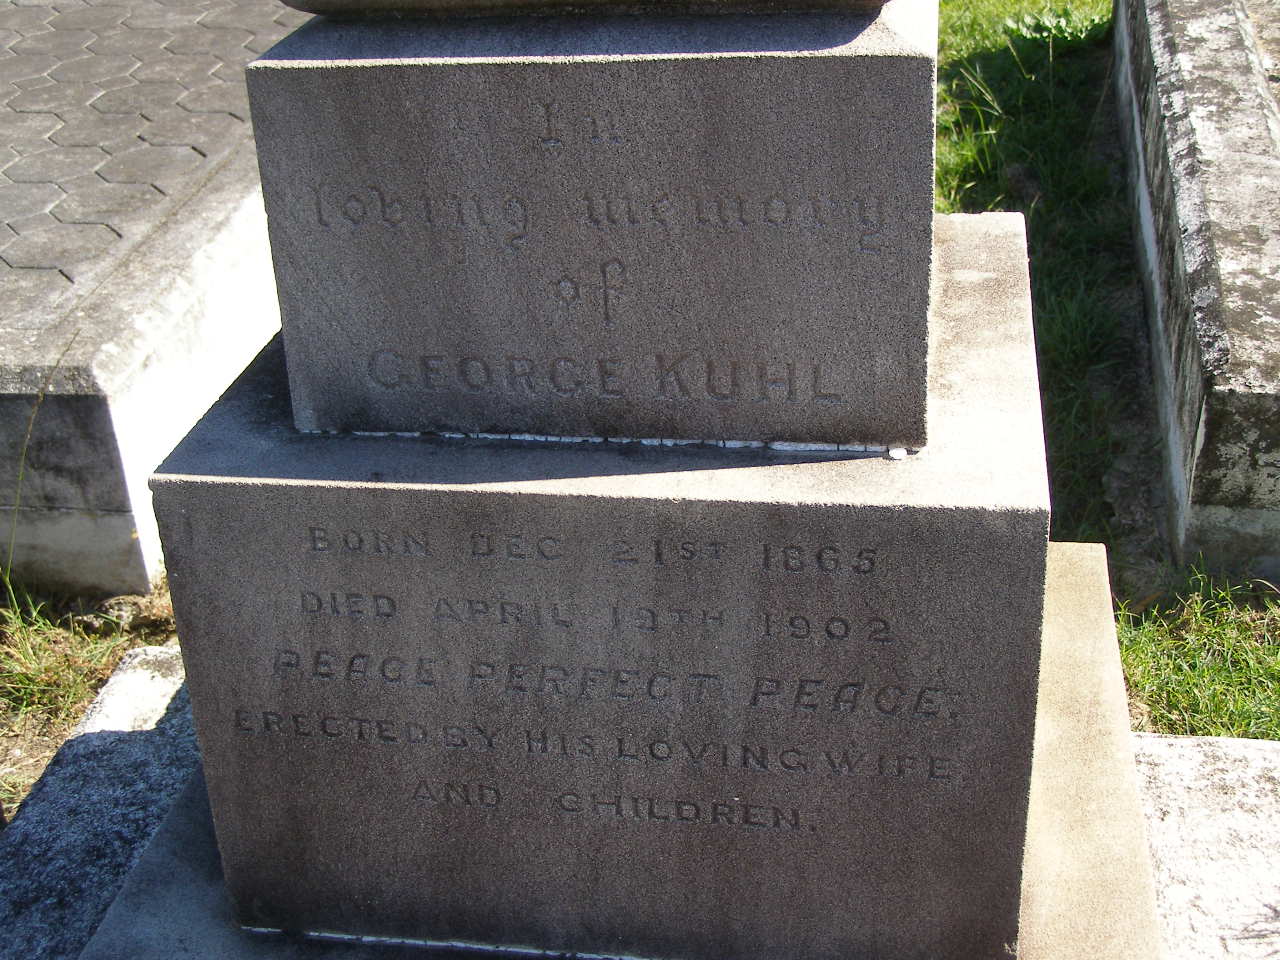 In
loving memory
of
GEORGE KUHL
BORN DEC 21ST 1865
DIED APRIL 19TH 1902
PEACE PERFECT PEACE.
ERECTED BY HIS LOVING WIFE
AND CHILDREN.